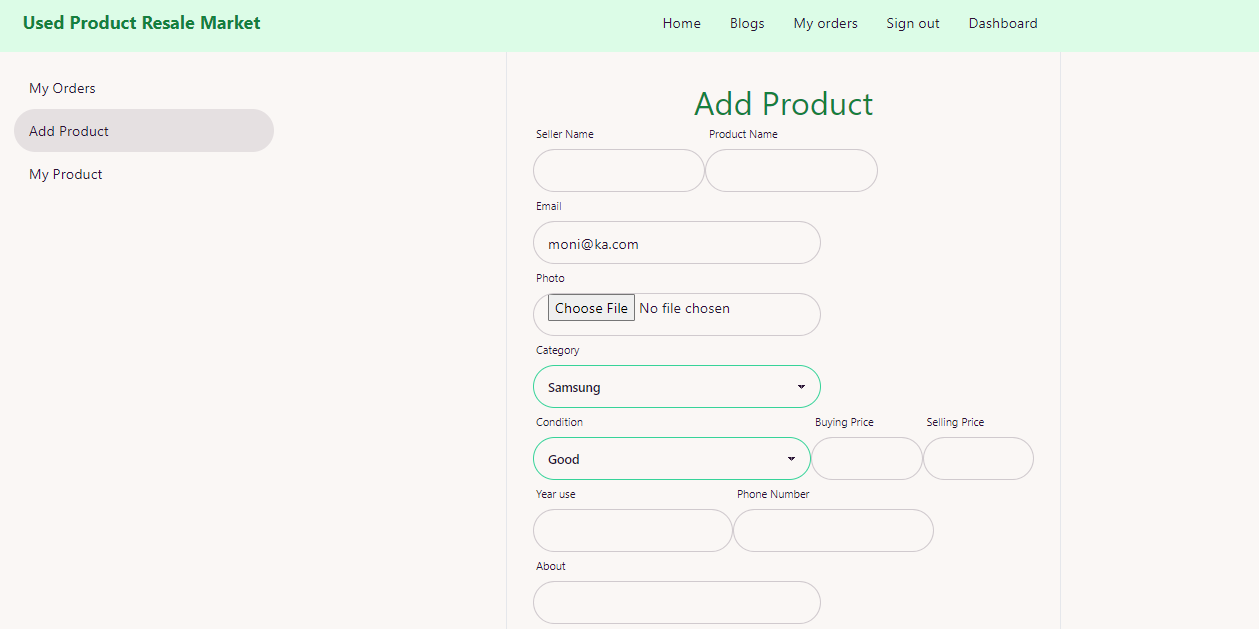 Used Product Resale Market
Home Blogs My orders Sign out Dashboard
My Orders
Add Product
My Product
Add Product
Seller Name Product Name
Email
moni@ka.com
Photo
Choose File No file chosen
Category
Samsung
Condition Buying Price Selling Price
Good
Year use Phone Number
About